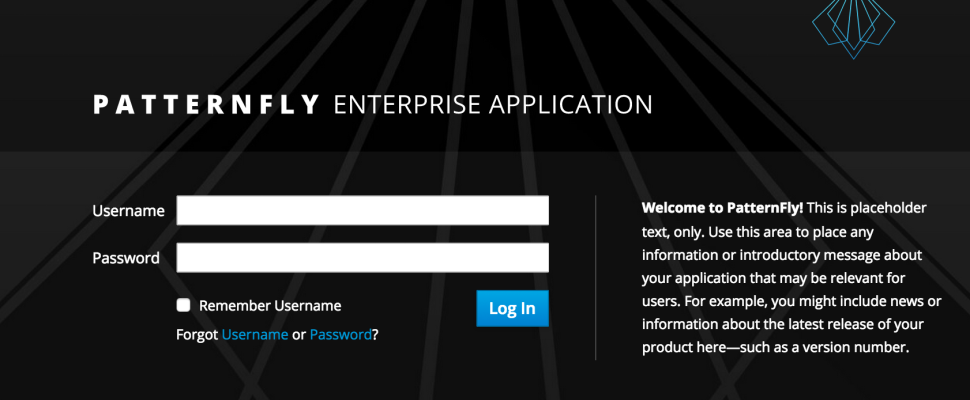 PATTERNFLY ENTERPRISE APPLICATION
Username
Password
Remember Username
Log In
Forgot Username or Password?
Welcome to PatternFly! This is placeholder
text, only. Use this area to place any
information or introductory message about
your application that may be relevant for
users. For example, you might include news or
information about the latest release of your
product here—such as a version number.